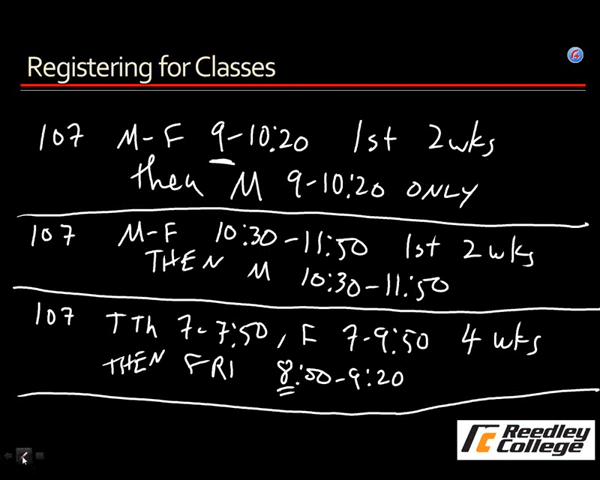 Registering for Classes
107 M-F 9-10:20 1st 2wks
then M 9-10:20 ONLY
107 M-F 10:30-11:50 1st 2wks
THEN M 10:30-11:50
107 TTh 7-7:50, F 7-9:50 4 wks
THEN FRI 8:50-9:20
Reedley
College